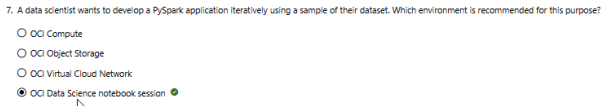 7. A data scientist wants to develop a PySpark application iteratively using a sample of their dataset. Which environment is recommended for this purpose?
OCI Compute
OCI Object Storage
OCI Virtual Cloud Network
OCI Data Science notebook session